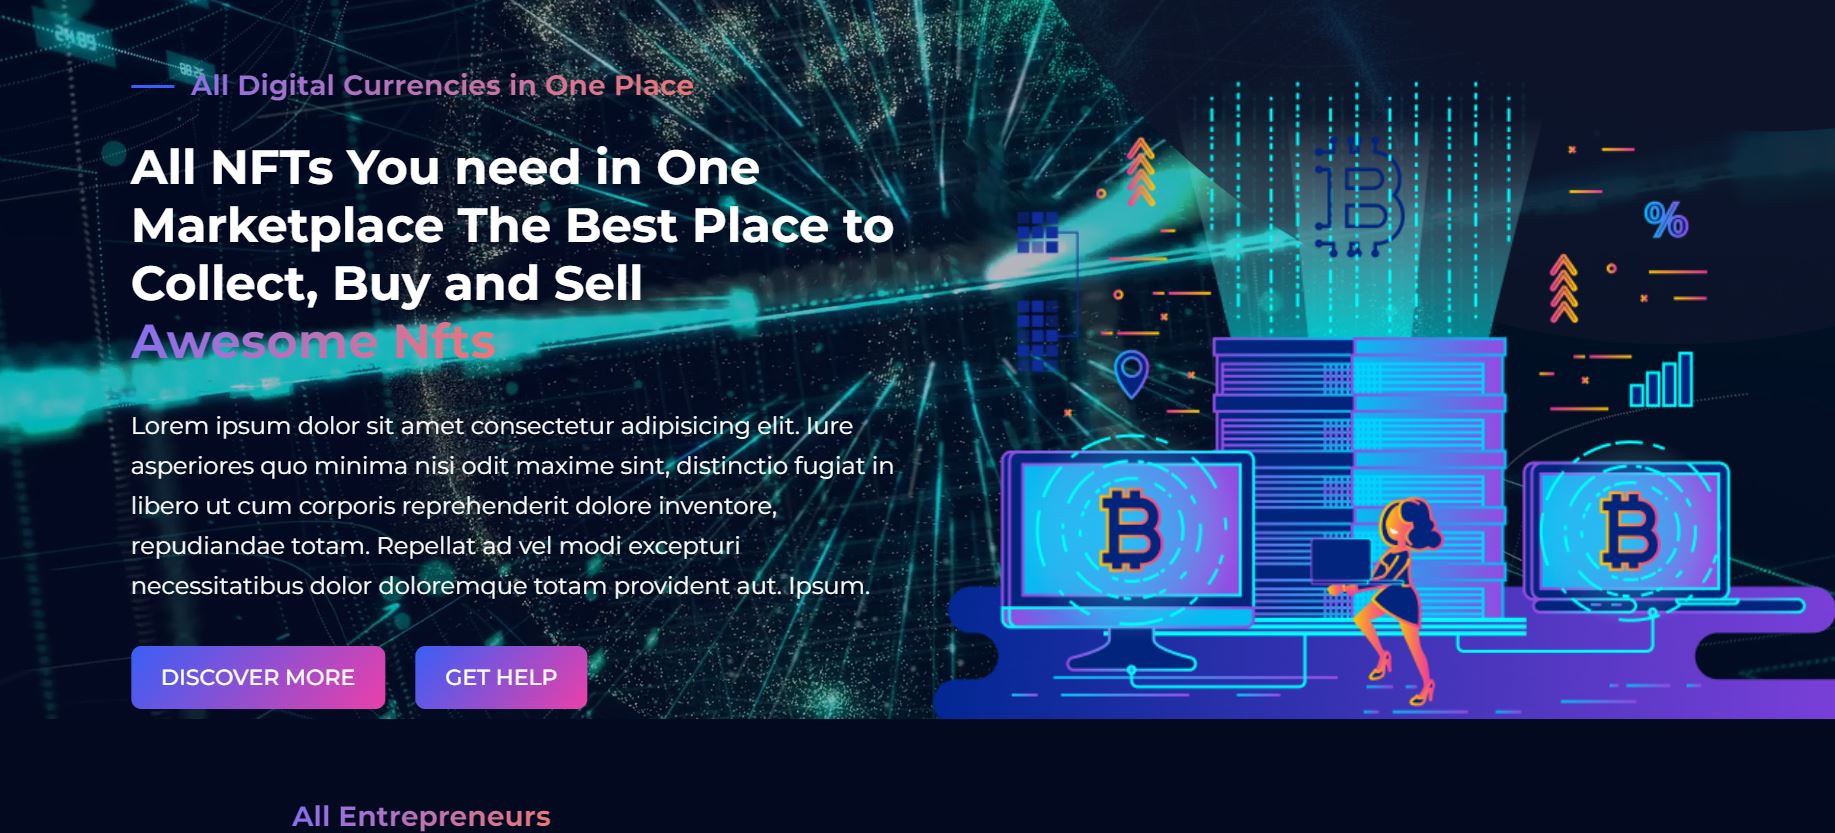 24.89
All Digital Currencies in One Place
All NFTs You need in One
Marketplace The Best Place to
Collect, Buy and Sell
Awesome Nfts
Lorem ipsum dolor sit amet consectetur adipisicing elit. Iure
asperiores quo minima nisi odit maxime sint, distinctio fugiat in
libero ut cum corporis reprehenderit dolore inventore,
repudiandae totam. Repellat ad vel modi excepturi
necessitatibus dolor doloremque totam provident aut. Ipsum.
DISCOVER MORE
GET HELP
%
All Entrepreneurs